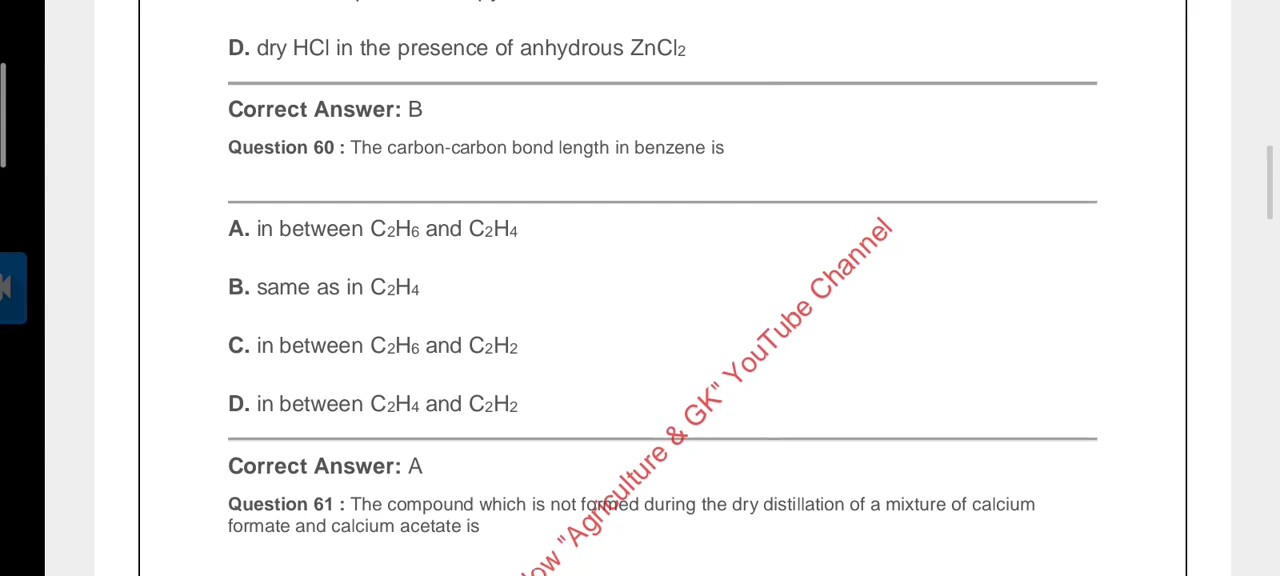 D. dry HCl in the presence of anhydrous ZnCl2
Correct Answer: B
Question 60 : The carbon-carbon bond length in benzene is
A. in between C2H6 and C2H4
B. same as in C2H4
C. in between C2H6 and C2H2
D. in between C2H4 and C2H2
Correct Answer: A
Question 61 : The compound which is not formed during the dry distillation of a mixture of calcium
formate and calcium acetate is
"Agriculture & GK" YouTube Channel